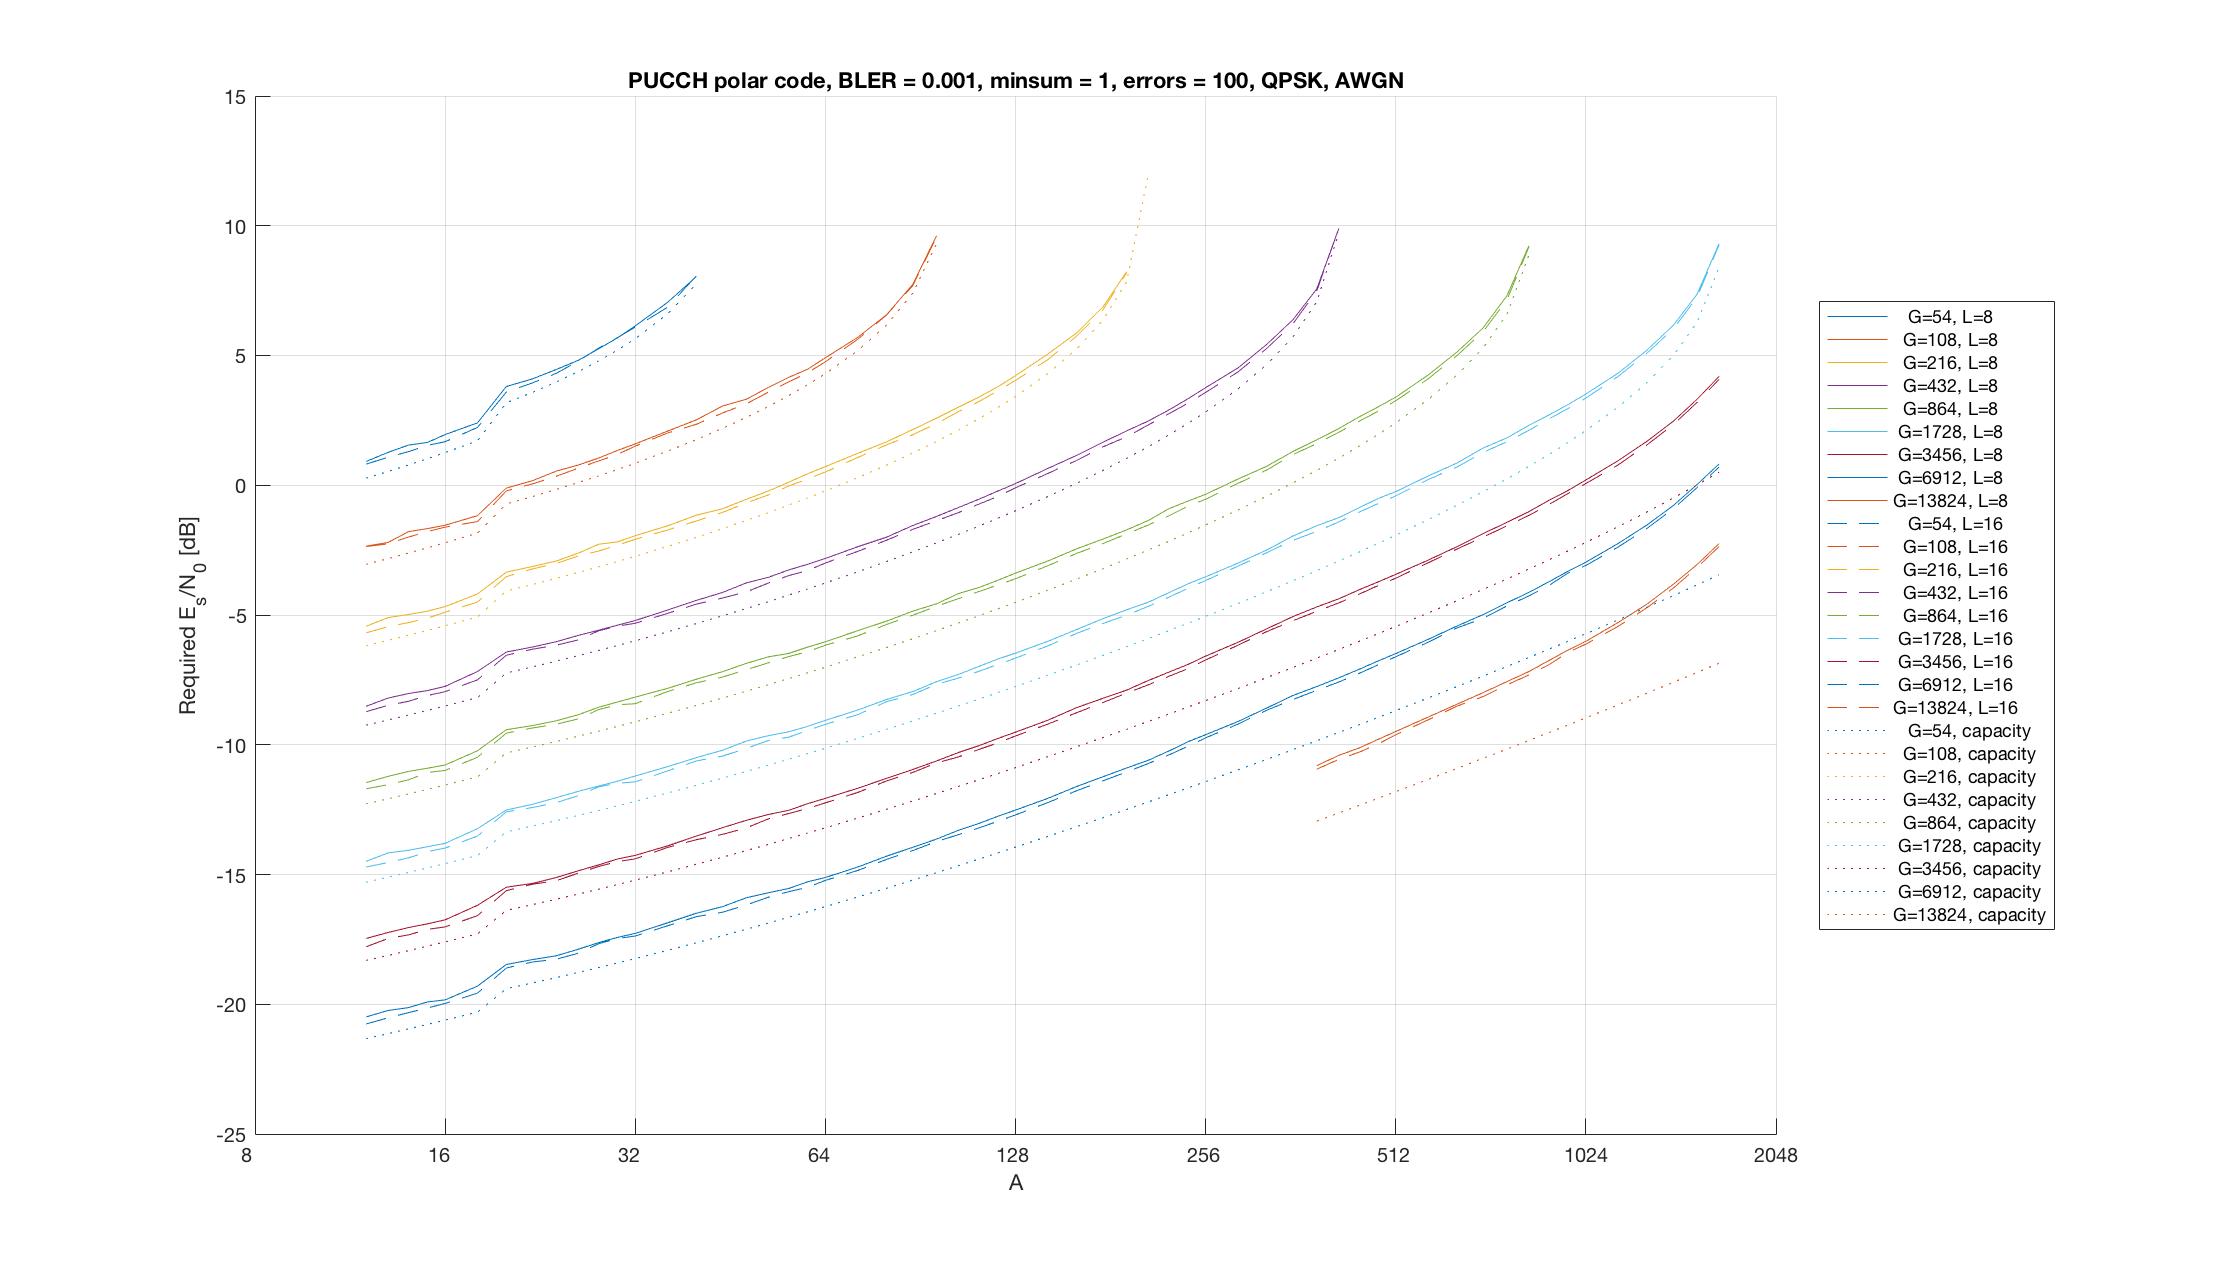 PUCCH polar code, BLER = 0.001, minsum = 1, errors = 100, QPSK, AWGN
15
10
5
0
-5
-10
-15
-20
-25
Required E_s/N_0 [dB]
8 16 32 64 128 256 512 1024 2048
A
G=54, L=8
G=108, L=8
G=216, L=8
G=432, L=8
G=864, L=8
G=1728, L=8
G=3456, L=8
G=6912, L=8
G=13824, L=8
G=54, L=16
G=108, L=16
G=216, L=16
G=432, L=16
G=864, L=16
G=1728, L=16
G=3456, L=16
G=6912, L=16
G=13824, L=16
G=54, capacity
G=108, capacity
G=216, capacity
G=432, capacity
G=864, capacity
G=1728, capacity
G=3456, capacity
G=6912, capacity
G=13824, capacity